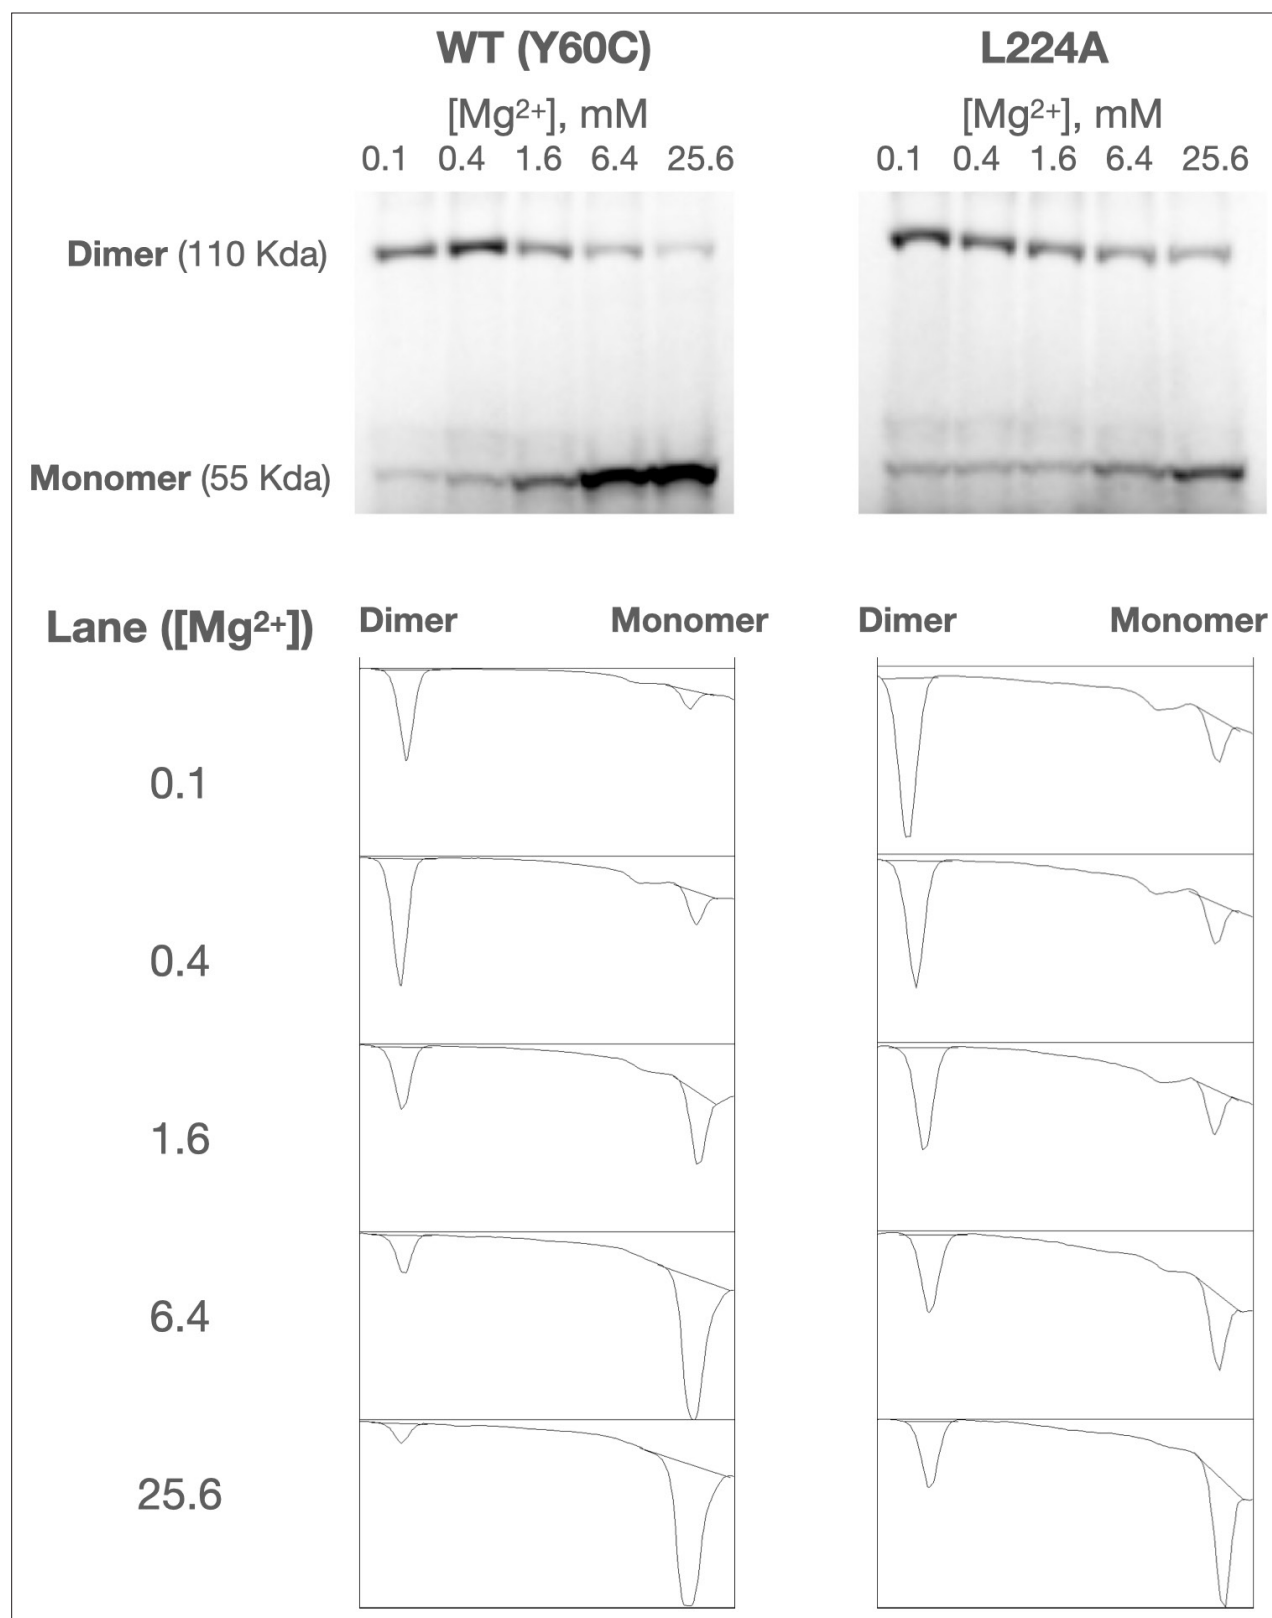 WT (Y60C) L224A
[Mg²⁺], mM [Mg²⁺], mM
0.1 0.4 1.6 6.4 25.6 0.1 0.4 1.6 6.4 25.6
Dimer (110 Kda)
Monomer (55 Kda)
Lane ([Mg²⁺]) Dimer Monomer Dimer Monomer
0.1
0.4
1.6
6.4
25.6